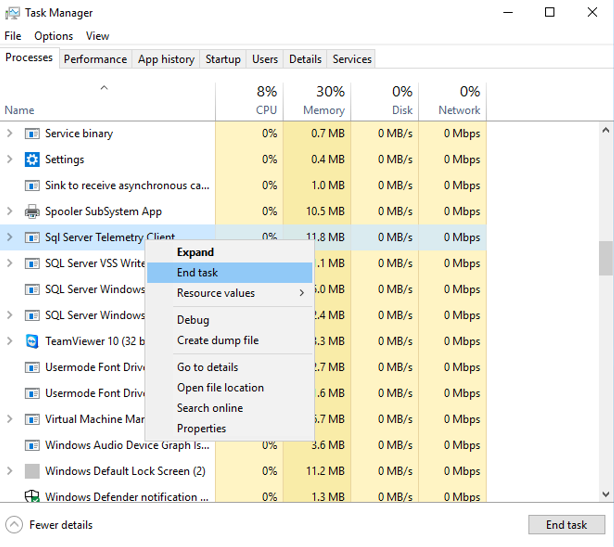 Task Manager
File Options View
Processes Performance App history Startup Users Details Services
8% 30% 0% 0%
Name CPU Memory Disk Network
Service binary 0% 0.7 MB 0 MB/s 0 Mbps
Settings 0% 0.4 MB 0 MB/s 0 Mbps
Sink to receive asynchronous ca... 0% 1.0 MB 0 MB/s 0 Mbps
Spooler SubSystem App 0% 10.5 MB 0 MB/s 0 Mbps
Sql Server Telemetry Client 0% 11.8 MB 0 MB/s 0 Mbps
SQL Server VSS Write .1 MB 0 MB/s 0 Mbps
SQL Server Windows .0 MB 0 MB/s 0 Mbps
SQL Server Windows 2.4 MB 0 MB/s 0 Mbps
TeamViewer 10 (32 b 3.3 MB 0 MB/s 0 Mbps
Usermode Font Drive 2.7 MB 0 MB/s 0 Mbps
Usermode Font Drive .6 MB 0 MB/s 0 Mbps
Virtual Machine Mar .7 MB 0 MB/s 0 Mbps
Windows Audio Device Graph Is... 0% 3.6 MB 0 MB/s 0 Mbps
Windows Default Lock Screen (2) 0% 11.2 MB 0 MB/s 0 Mbps
Windows Defender notification ... 0% 1.3 MB 0 MB/s 0 Mbps
Expand
End task
Resource values
Debug
Create dump file
Go to details
Open file location
Search online
Properties
Fewer details
End task